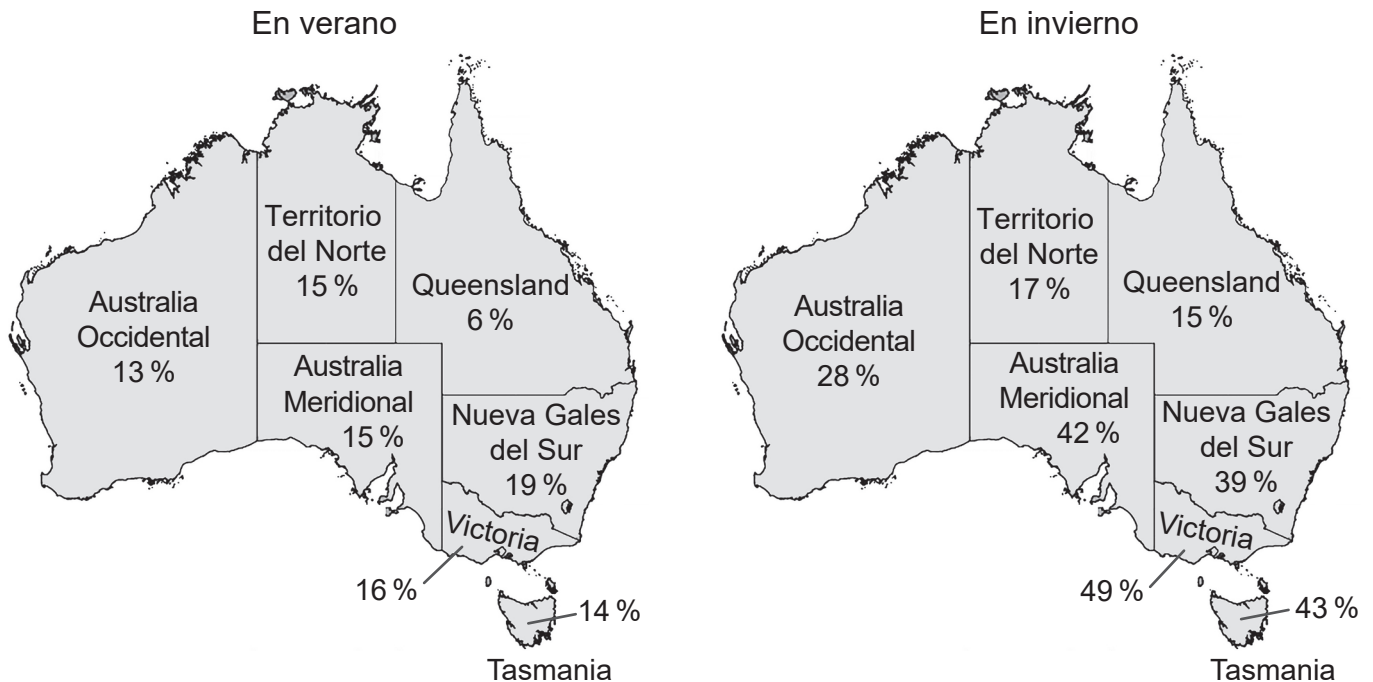 En verano
Territorio
del Norte
15 %
Queensland
6 %
Australia
Occidental
13 %
Australia
Meridional
15 %
Nueva Gales
del Sur
19 %
Victoria
16 %
14 %
Tasmania
En invierno
Territorio
del Norte
17 %
Queensland
15 %
Australia
Occidental
28 %
Australia
Meridional
42 %
Nueva Gales
del Sur
39 %
Victoria
49 %
43 %
Tasmania